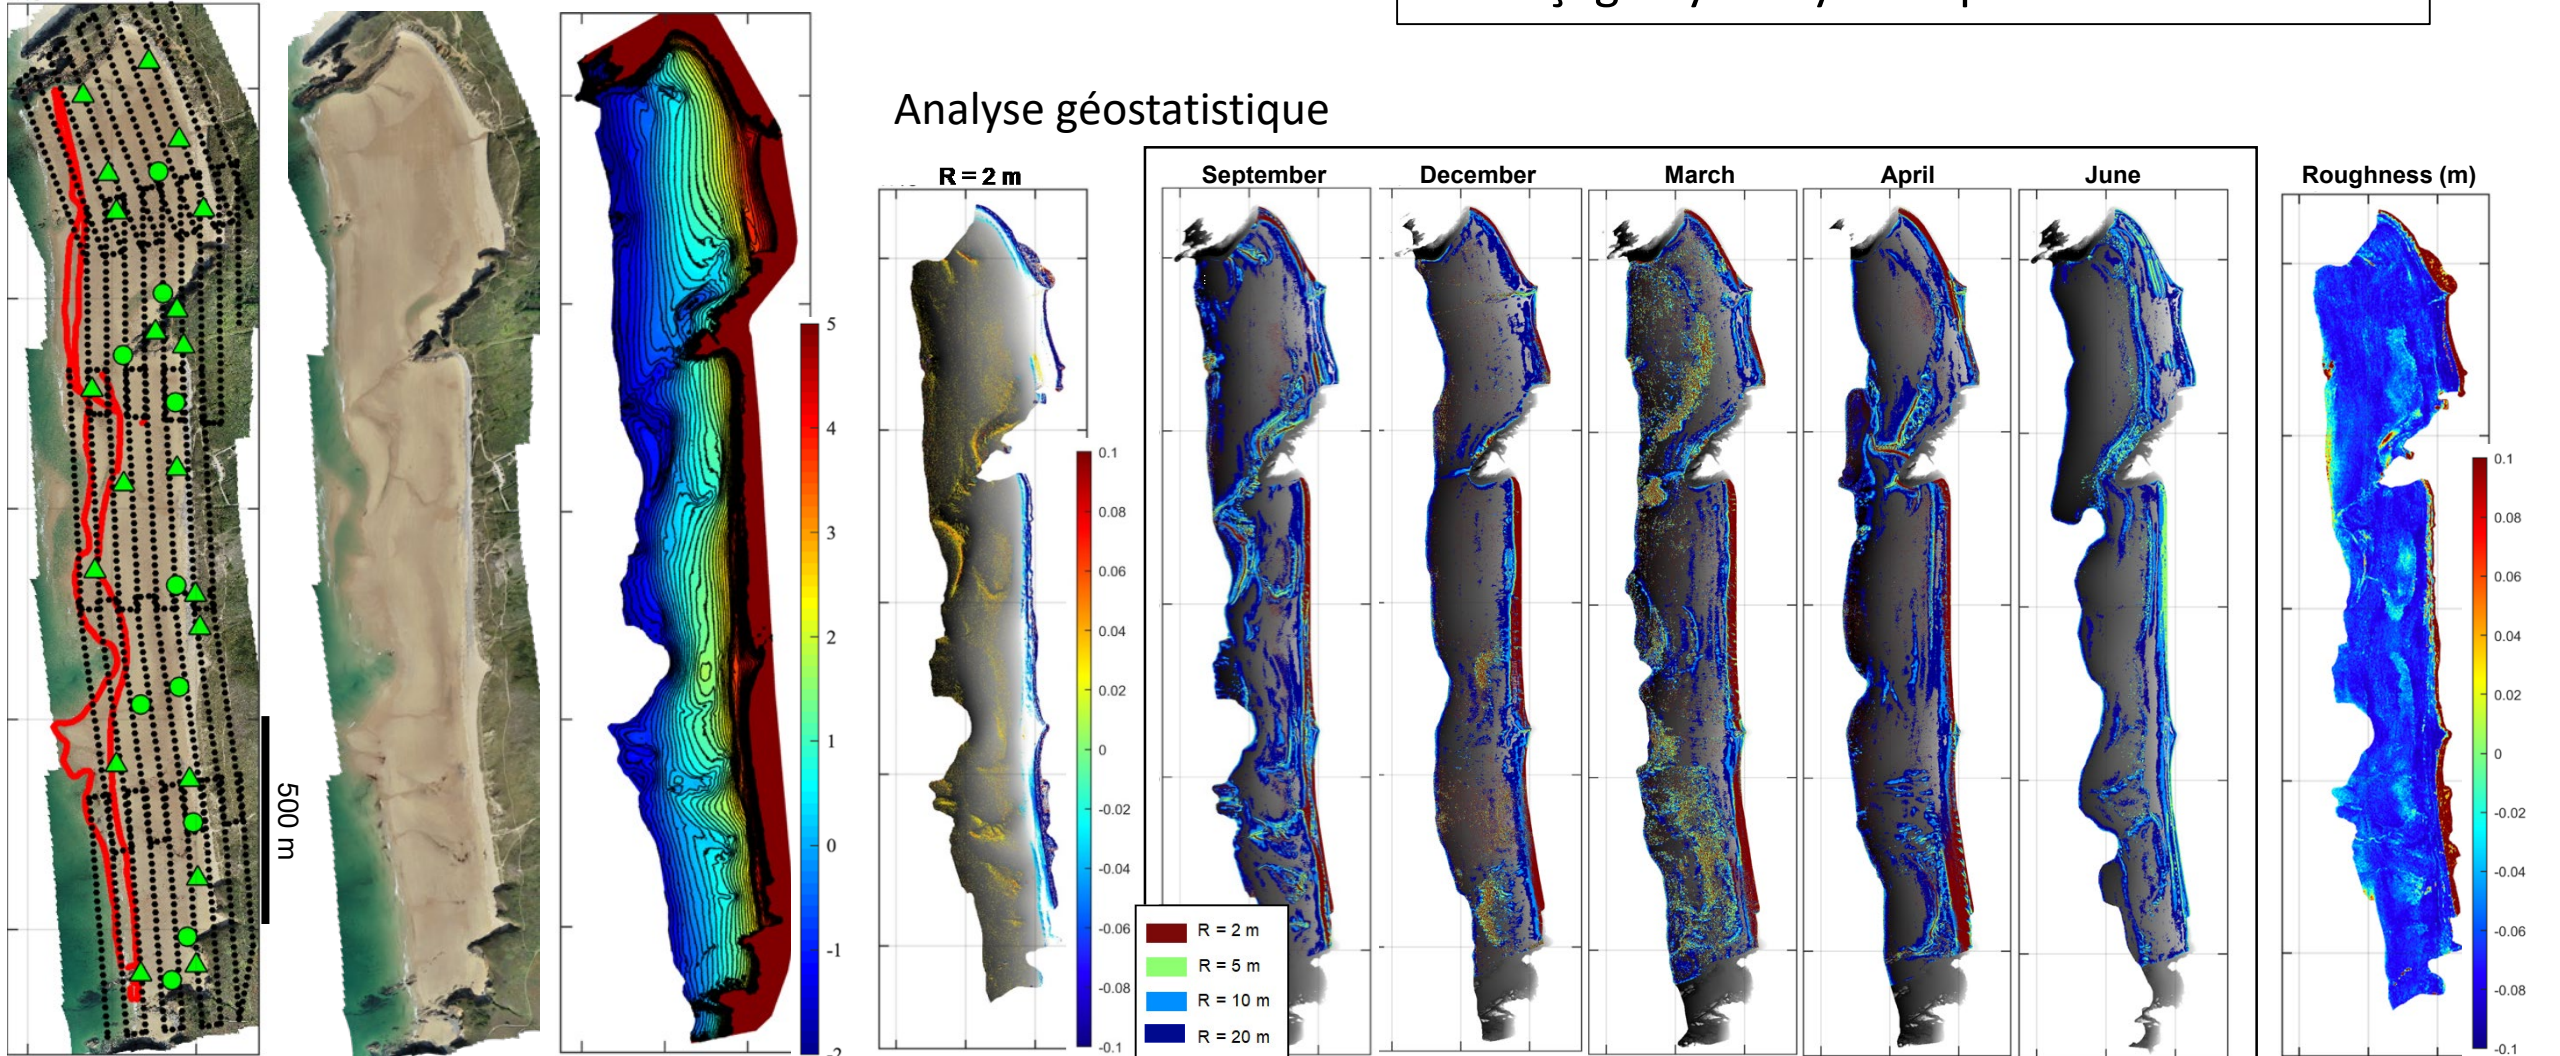 Analyse géostatistique
500 m
5
4
3
2
1
0
-1
-2
R = 2 m
0.1
0.08
0.06
0.04
0.02
0
-0.02
-0.04
-0.06
-0.08
-0.1
September
December
March
April
June
R = 2 m
R = 5 m
R = 10 m
R = 20 m
Roughness (m)
0.1
0.08
0.06
0.04
0.02
0
-0.02
-0.04
-0.06
-0.08
-0.1